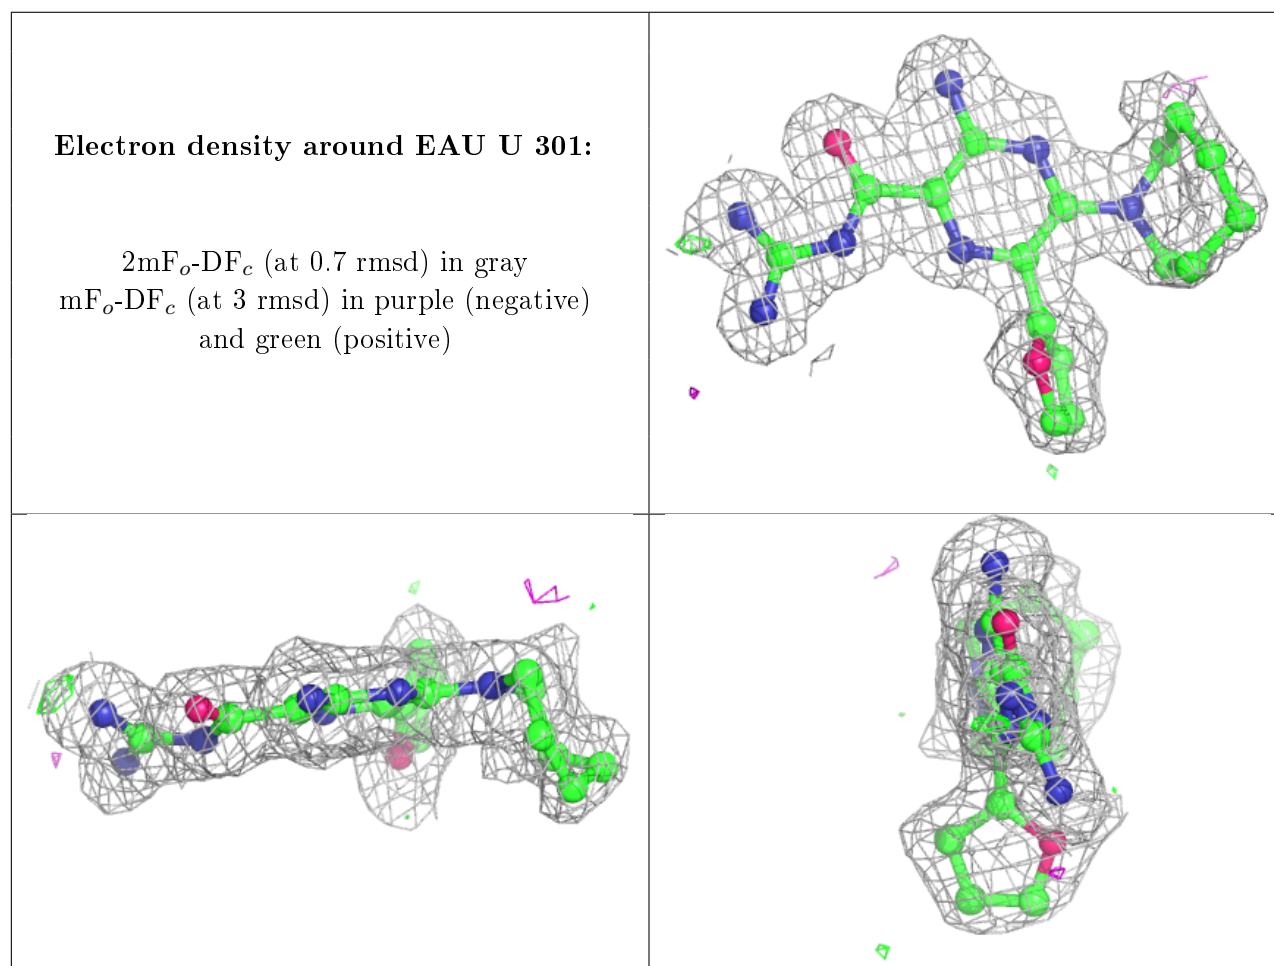 Electron density around EAU U 301:
2mFₒ-DF𝑐 (at 0.7 rmsd) in gray
mFₒ-DF𝑐 (at 3 rmsd) in purple (negative)
and green (positive)